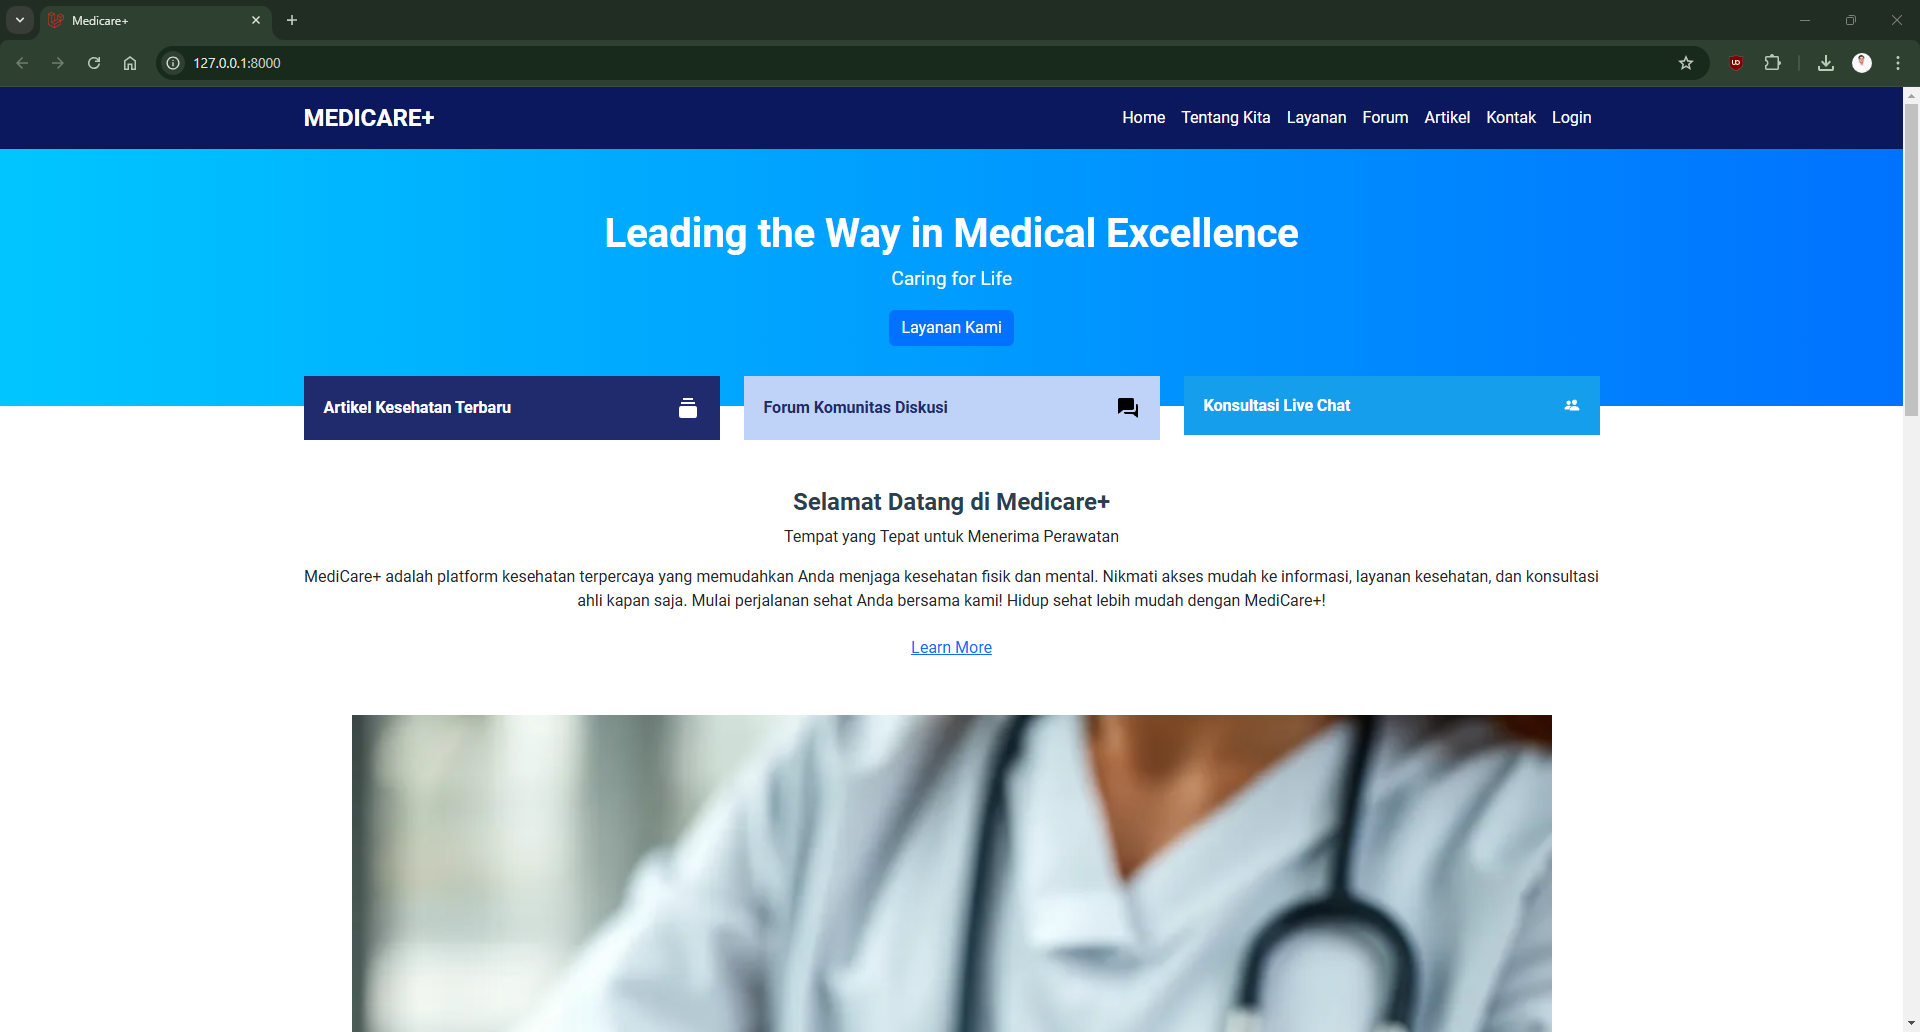 Medicare+
127.0.0.1:8000
MEDICARE+
Home Tentang Kita Layanan Forum Artikel Kontak Login
Leading the Way in Medical Excellence
Caring for Life
Layanan Kami
Artikel Kesehatan Terbaru
Forum Komunitas Diskusi
Konsultasi Live Chat
Selamat Datang di Medicare+
Tempat yang Tepat untuk Menerima Perawatan
MediCare+ adalah platform kesehatan terpercaya yang memudahkan Anda menjaga kesehatan fisik dan mental. Nikmati akses mudah ke informasi, layanan kesehatan, dan konsultasi
ahli kapan saja. Mulai perjalanan sehat Anda bersama kami! Hidup sehat lebih mudah dengan MediCare+!
Learn More